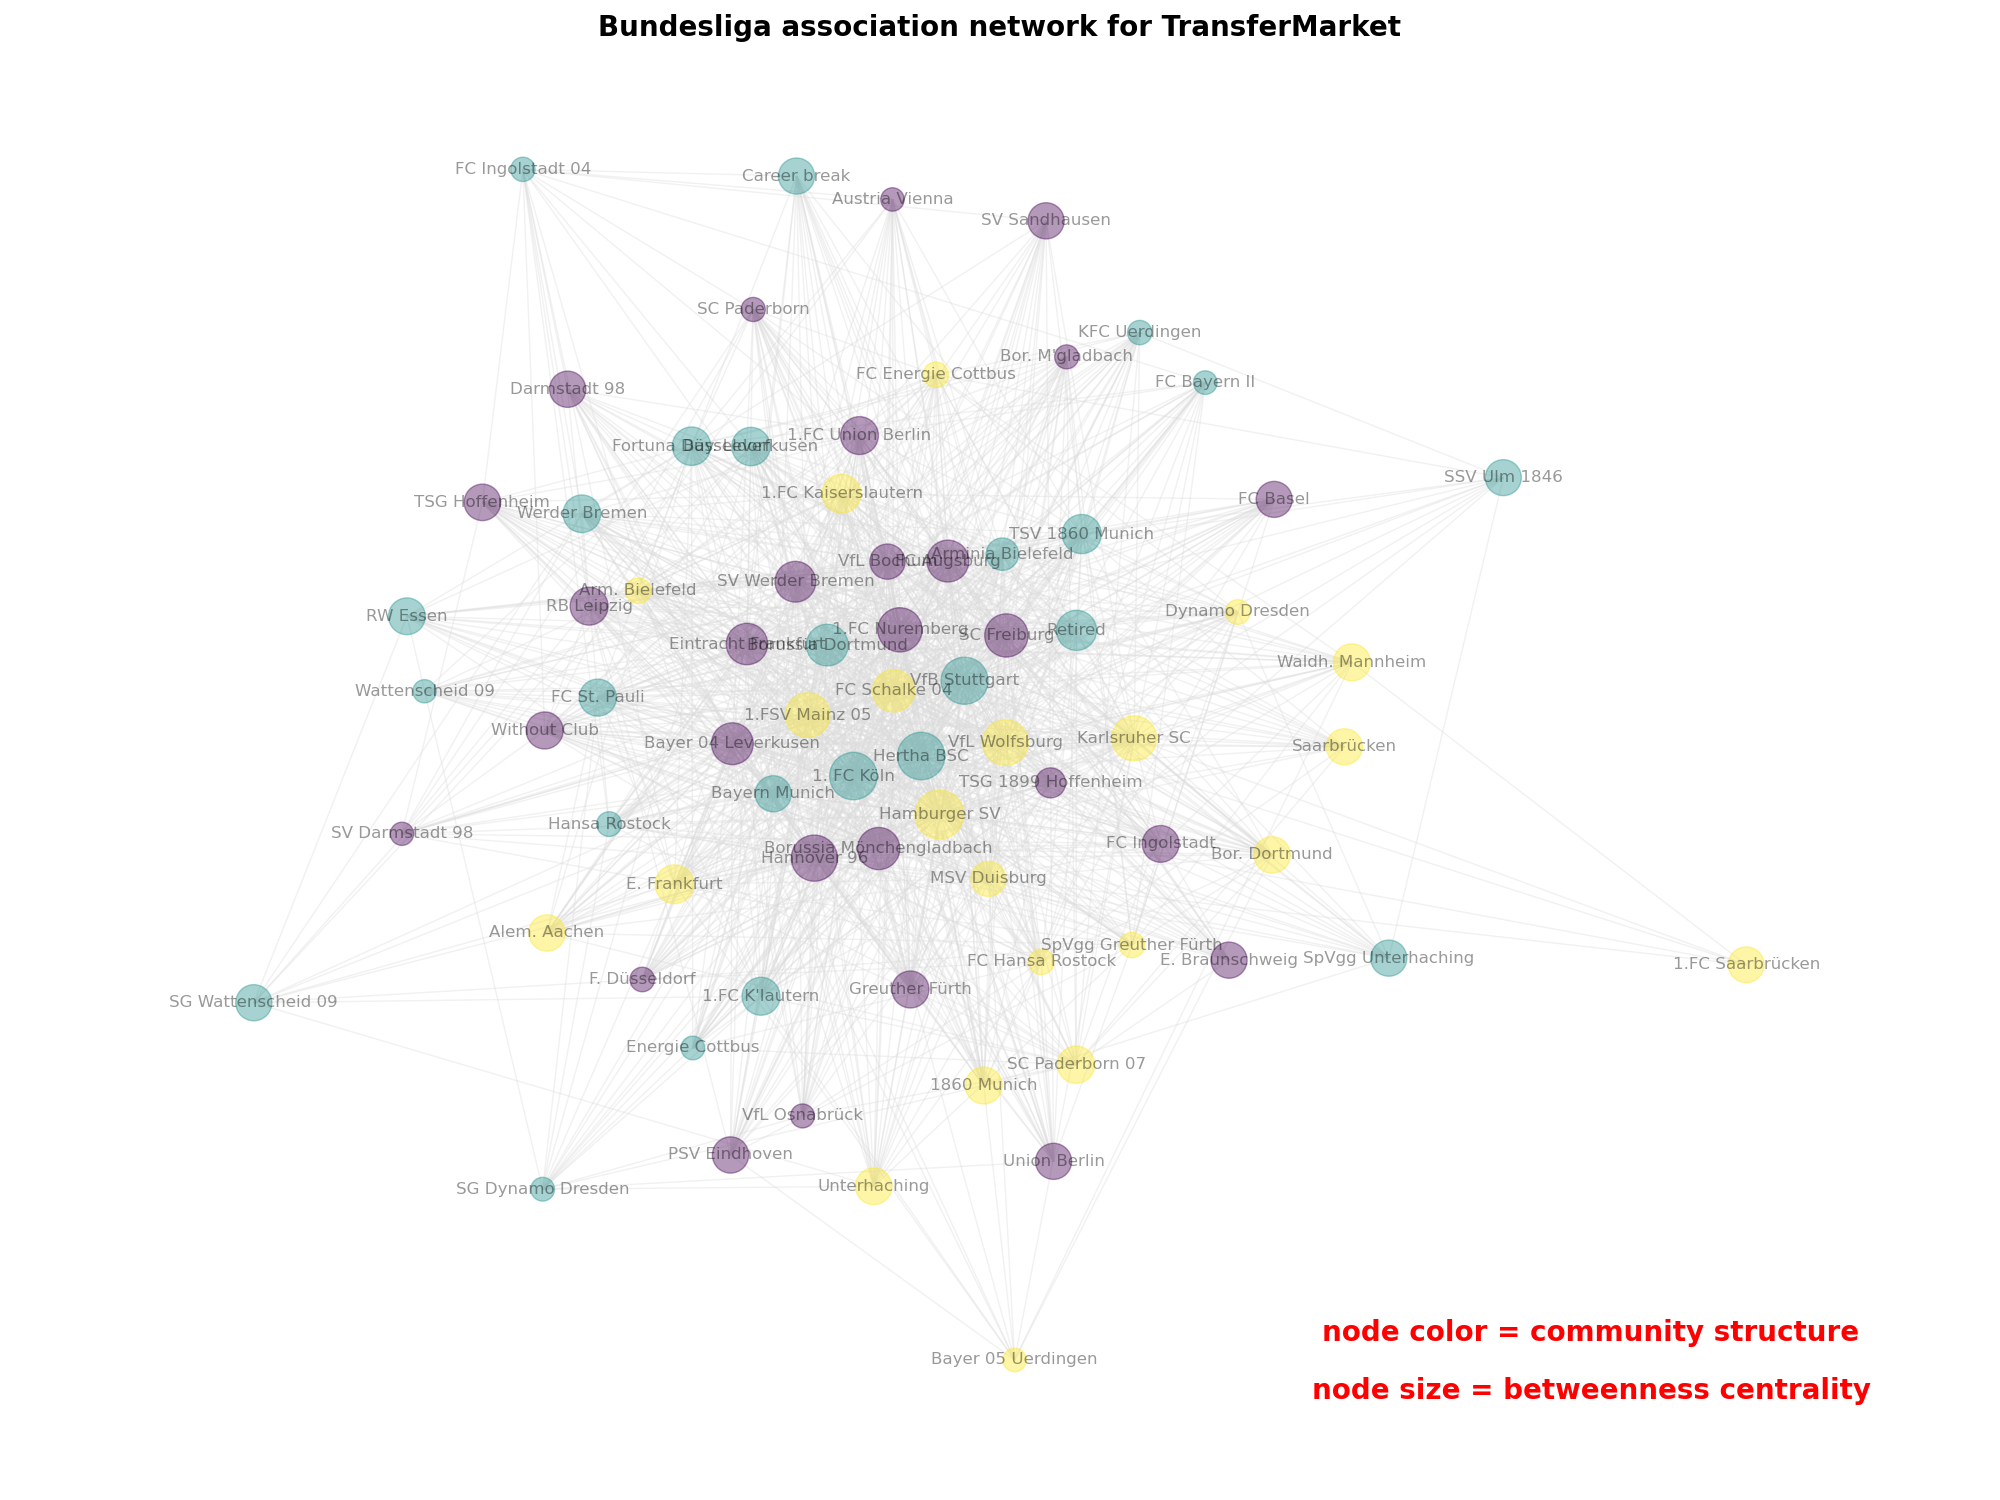 Bundesliga association network for TransferMarket
FC Ingolstadt 04
Career break
Austria Vienna
SV Sandhausen
SC Paderborn
KFC Uerdingen
Bor. M'gladbach
FC Energie Cottbus
FC Bayern II
Darmstadt 98
1.FC Union Berlin
Fortuna Düsseldorf
Bay. Leverkusen
SSV Ulm 1846
1.FC Kaiserslautern
FC Basel
TSG Hoffenheim
Werder Bremen
TSV 1860 Munich
Arminia Bielefeld
VfL Bochum
FC Augsburg
SV Werder Bremen
Arm. Bielefeld
RB Leipzig
Dynamo Dresden
RW Essen
1.FC Nuremberg
Retired
SC Freiburg
Eintracht Frankfurt
Borussia Dortmund
Waldh. Mannheim
VfB Stuttgart
Wattenscheid 09
FC Schalke 04
FC St. Pauli
1.FSV Mainz 05
Without Club
Karlsruher SC
Bayer 04 Leverkusen
VfL Wolfsburg
Saarbrücken
Hertha BSC
1. FC Köln
TSG 1899 Hoffenheim
Bayern Munich
Hamburger SV
Hansa Rostock
SV Darmstadt 98
FC Ingolstadt
Borussia Mönchengladbach
Hannover 96
Bor. Dortmund
MSV Duisburg
E. Frankfurt
Alem. Aachen
SpVgg Greuther Fürth
SpVgg Unterhaching
FC Hansa Rostock
E. Braunschweig
1.FC Saarbrücken
F. Düsseldorf
Greuther Fürth
1.FC K'lautern
SG Wattenscheid 09
Energie Cottbus
SC Paderborn 07
1860 Munich
VfL Osnabrück
PSV Eindhoven
Union Berlin
Unterhaching
SG Dynamo Dresden
node color = community structure
Bayer 05 Uerdingen
node size = betweenness centrality